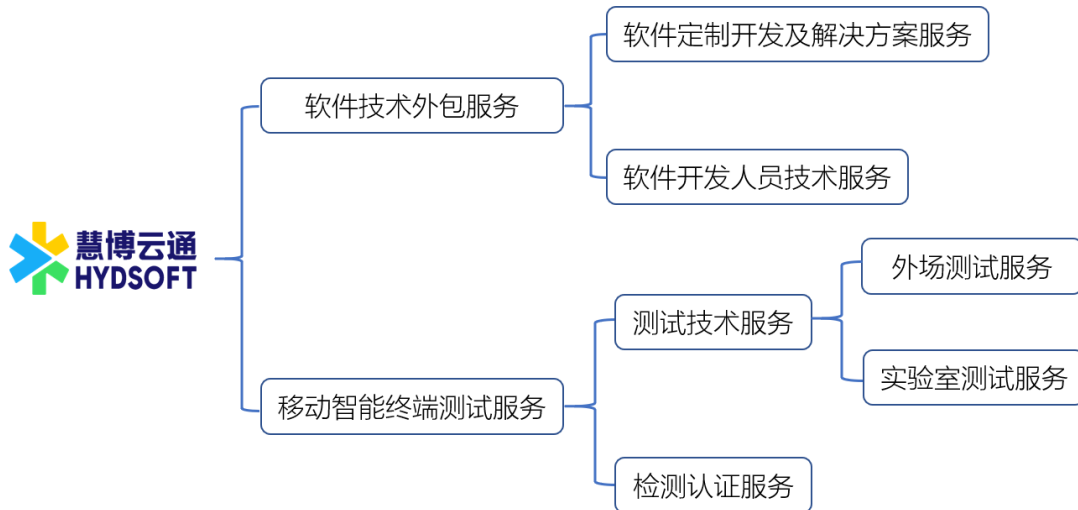 软件定制开发及解决方案服务
软件技术外包服务
软件开发人员技术服务
慧博云通
HYDSOFT
外场测试服务
测试技术服务
实验室测试服务
移动智能终端测试服务
检测认证服务